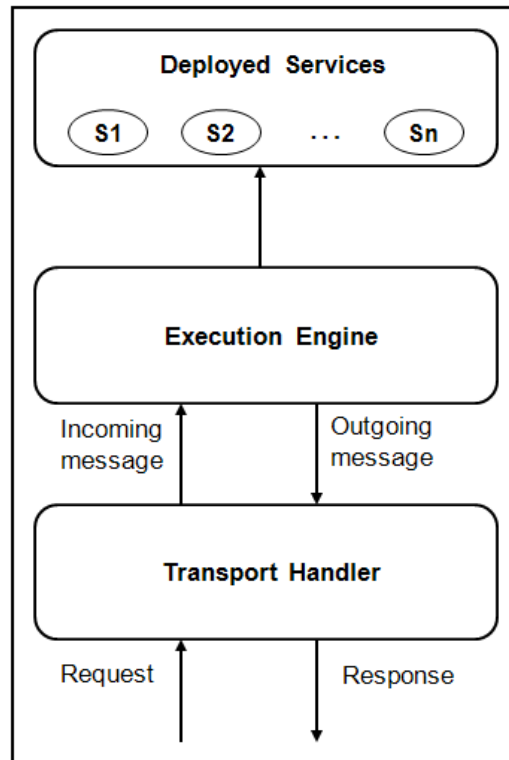 Deployed Services
S1 S2 ... Sn
Execution Engine
Incoming
message
Outgoing
message
Transport Handler
Request
Response